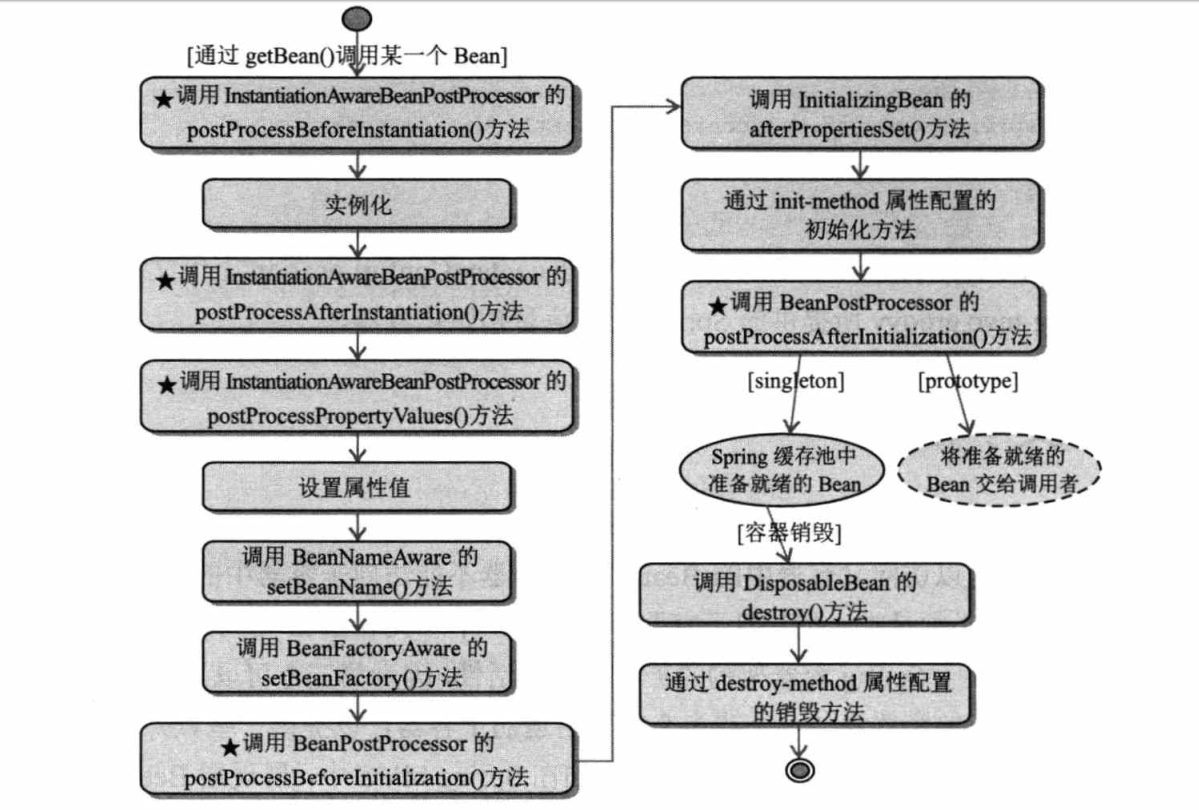 [通过 getBean()调用某一个 Bean]
★调用 InstantiationAwareBeanPostProcessor 的
postProcessBeforeInstantiation()方法
实例化
★调用 InstantiationAwareBeanPostProcessor 的
postProcessAfterInstantiation()方法
★调用 InstantiationAwareBeanPostProcessor 的
postProcessPropertyValues()方法
设置属性值
调用 BeanNameAware 的
setBeanName()方法
调用 BeanFactoryAware 的
setBeanFactory()方法
★调用 BeanPostProcessor 的
postProcessBeforeInitialization()方法
调用 InitializingBean 的
afterPropertiesSet()方法
通过 init-method 属性配置的
初始化方法
★调用 BeanPostProcessor 的
postProcessAfterInitialization()方法
[singleton]
[prototype]
Spring 缓存池中
准备就绪的 Bean
将准备就绪的
Bean 交给调用者
[容器销毁]
调用 DisposableBean 的
destroy()方法
通过 destroy-method 属性配置
的销毁方法